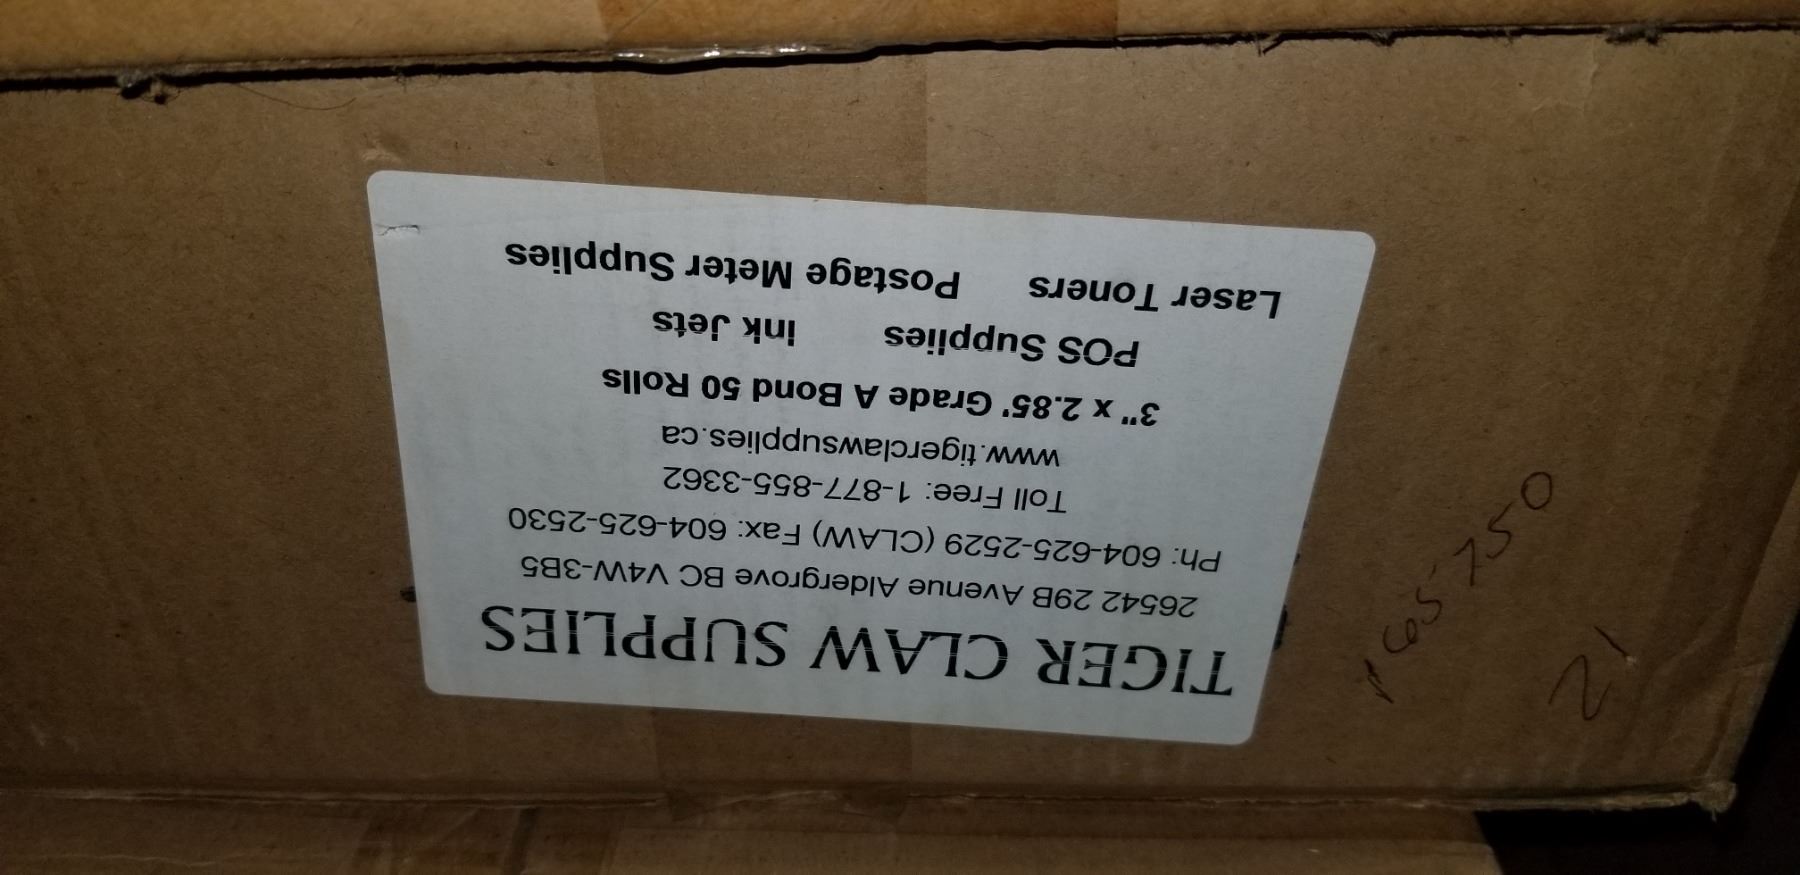 TIGER CLAW SUPPLIES
26542 29B Avenue Aldergrove BC V4W-3B5
Ph: 604-625-2529 (CLAW) Fax: 604-625-2530
Toll Free: 1-877-855-3362
www.tigerclawsupplies.ca
3" x 2.85' Grade A Bond 50 Rolls
POS Supplies ink Jets
Laser Toners Postage Meter Supplies